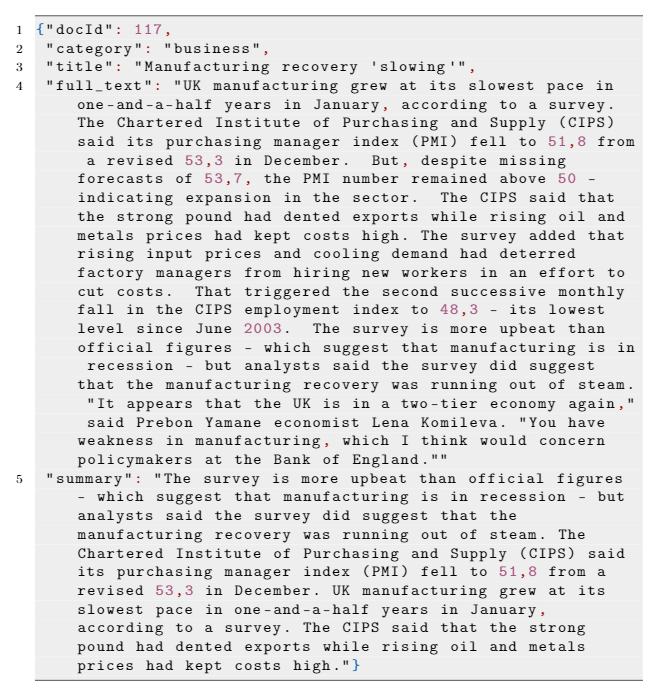 1 {"docId": 117,
2 "category": "business",
3 "title": "Manufacturing recovery 'slowing'",
4 "full_text": "UK manufacturing grew at its slowest pace in
one-and-a-half years in January, according to a survey.
The Chartered Institute of Purchasing and Supply (CIPS)
said its purchasing manager index (PMI) fell to 51,8 from
a revised 53,3 in December.  But, despite missing
forecasts of 53,7, the PMI number remained above 50 -
indicating expansion in the sector.  The CIPS said that
the strong pound had dented exports while rising oil and
metals prices had kept costs high. The survey added that
rising input prices and cooling demand had deterred
factory managers from hiring new workers in an effort to
cut costs.  That triggered the second successive monthly
fall in the CIPS employment index to 48,3 - its lowest
level since June 2003.  The survey is more upbeat than
official figures - which suggest that manufacturing is in
recession - but analysts said the survey did suggest
that the manufacturing recovery was running out of steam.
"It appears that the UK is in a two-tier economy again,"
said Prebon Yamane economist Lena Komileva. "You have
weakness in manufacturing, which I think would concern
policymakers at the Bank of England.""
5 "summary": "The survey is more upbeat than official figures
- which suggest that manufacturing is in recession - but
analysts said the survey did suggest that the
manufacturing recovery was running out of steam. The
Chartered Institute of Purchasing and Supply (CIPS) said
its purchasing manager index (PMI) fell to 51,8 from a
revised 53,3 in December. UK manufacturing grew at its
slowest pace in one-and-a-half years in January,
according to a survey. The CIPS said that the strong
pound had dented exports while rising oil and metals
prices had kept costs high."}